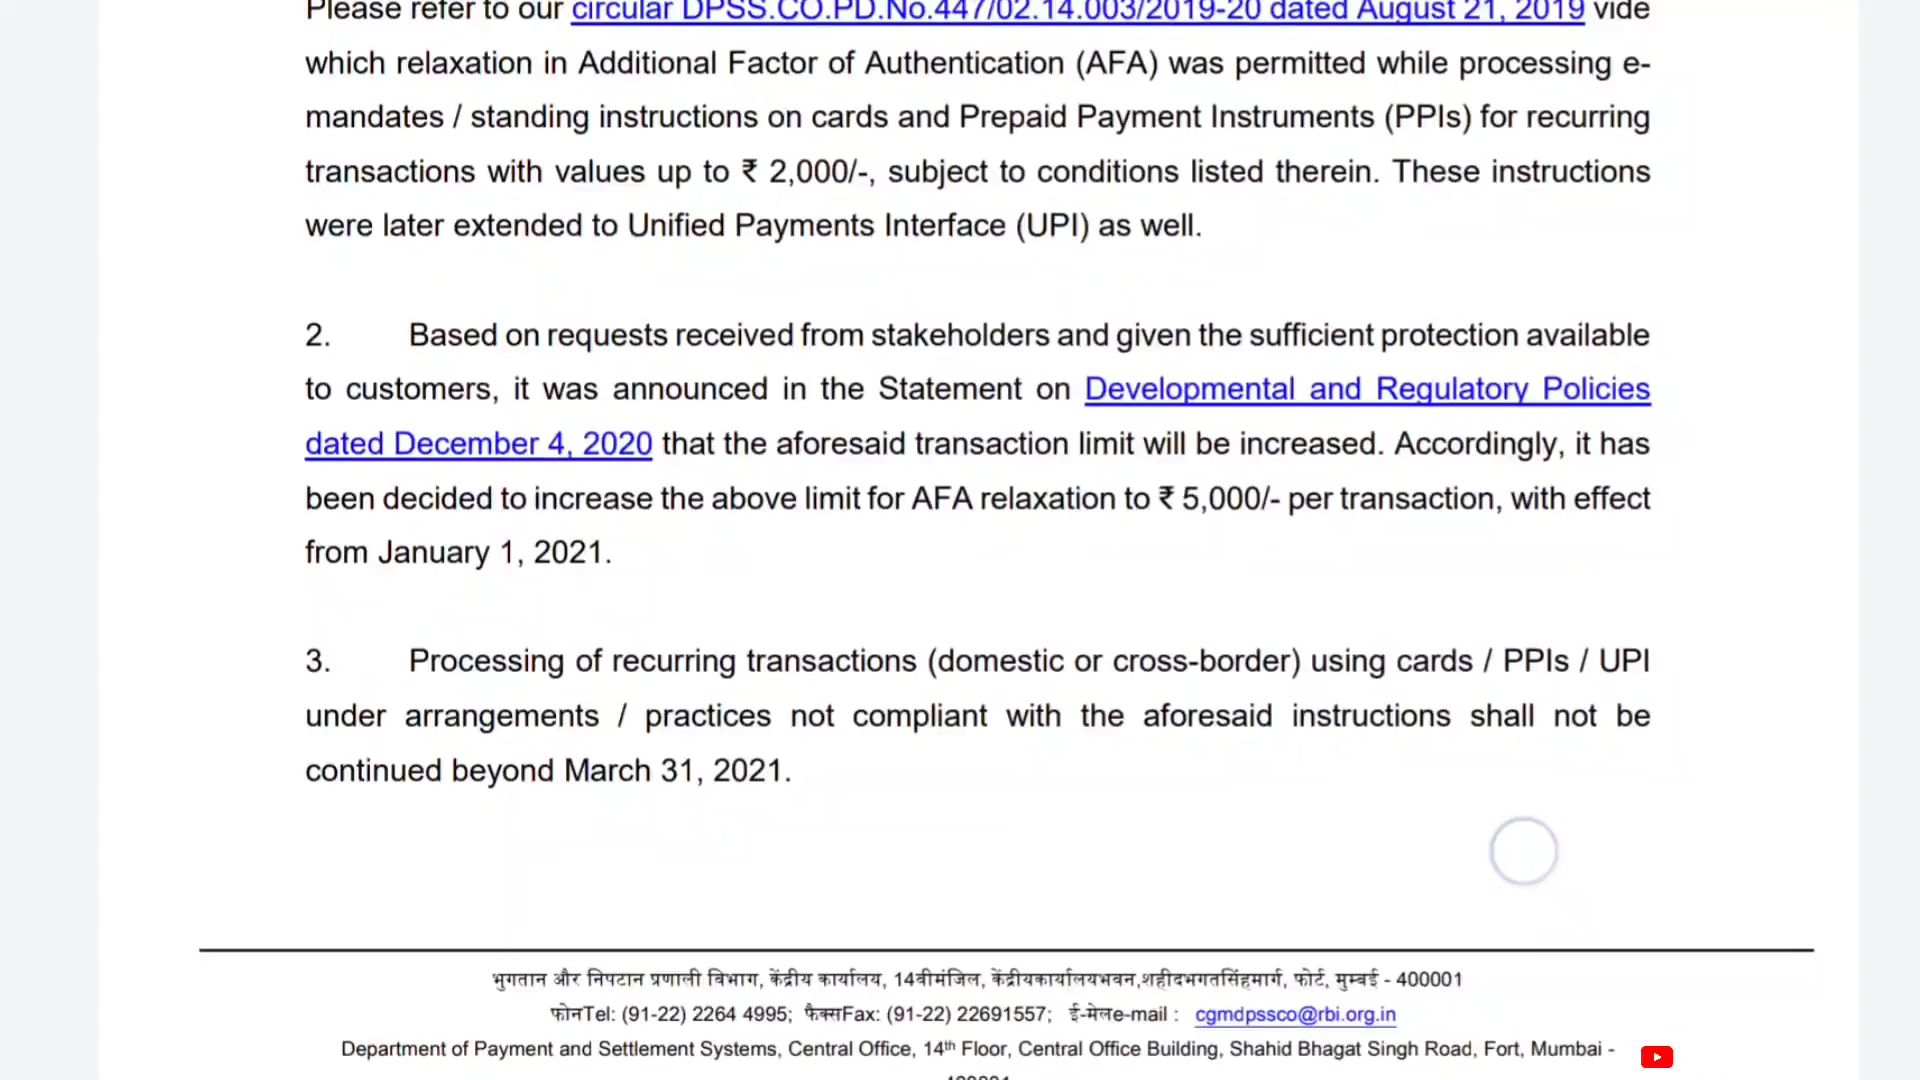 Please refer to our circular DPSS.CO.PD.No.447/02.14.003/2019-20 dated August 21, 2019 vide
which relaxation in Additional Factor of Authentication (AFA) was permitted while processing e-
mandates / standing instructions on cards and Prepaid Payment Instruments (PPIs) for recurring
transactions with values up to ₹ 2,000/-, subject to conditions listed therein. These instructions
were later extended to Unified Payments Interface (UPI) as well.
2. Based on requests received from stakeholders and given the sufficient protection available
to customers, it was announced in the Statement on Developmental and Regulatory Policies
dated December 4, 2020 that the aforesaid transaction limit will be increased. Accordingly, it has
been decided to increase the above limit for AFA relaxation to ₹ 5,000/- per transaction, with effect
from January 1, 2021.
3. Processing of recurring transactions (domestic or cross-border) using cards / PPIs / UPI
under arrangements / practices not compliant with the aforesaid instructions shall not be
continued beyond March 31, 2021.
भुगतान और निपटान प्रणाली विभाग, केंद्रीय कार्यालय, 14वीमंजिल, केंद्रीयकार्यालयभवन,शहीदभगतसिंहमार्ग, फोर्ट, मुम्बई - 400001
फोनTel: (91-22) 2264 4995; फैक्सFax: (91-22) 22691557; ई-मेलe-mail : cgmdpssco@rbi.org.in
Department of Payment and Settlement Systems, Central Office, 14th Floor, Central Office Building, Shahid Bhagat Singh Road, Fort, Mumbai -